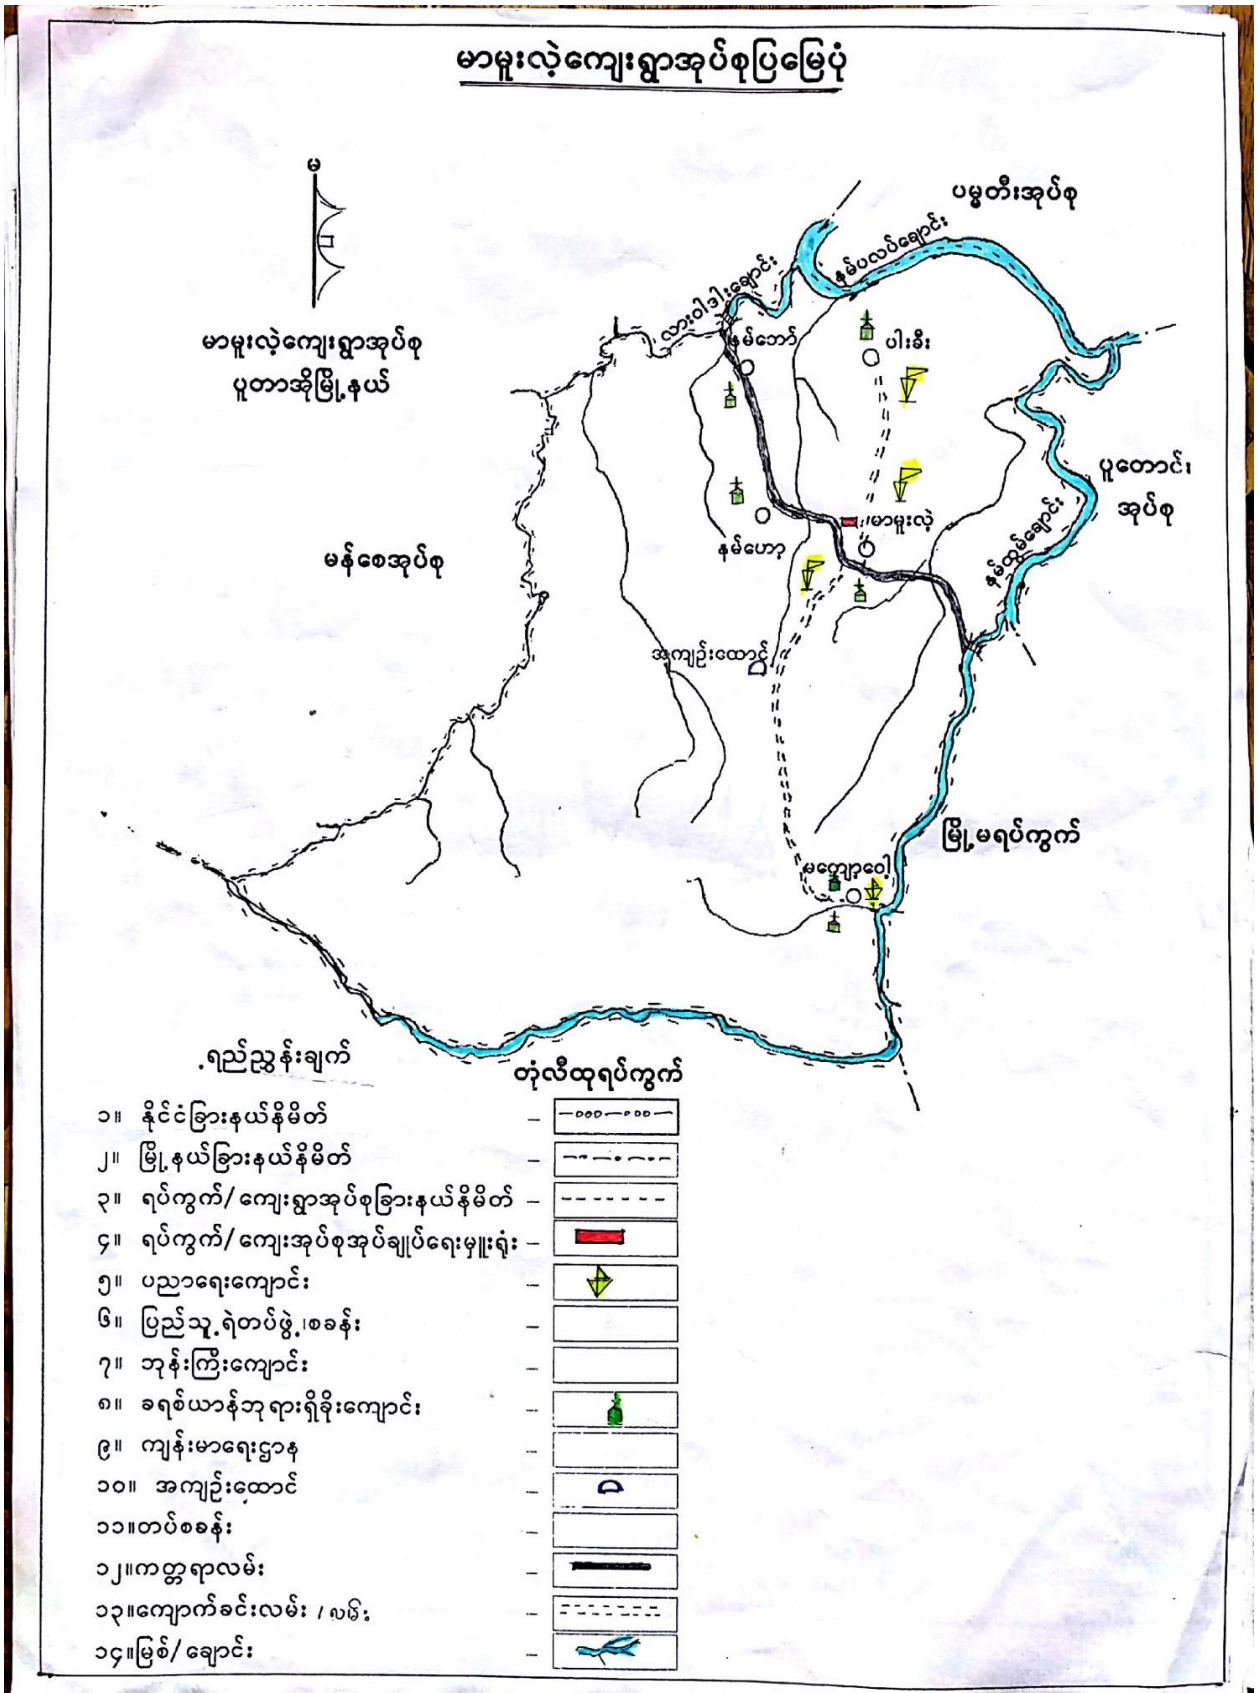 မာမူးလဲ့ကျေးရွာအုပ်စုပြမြေပုံ
မ
မာမူးလဲ့ကျေးရွာအုပ်စု
ပူတာအိုမြို့နယ်
ပမ္မတီးအုပ်စု
နမ်ပလပ်ချောင်း
လားဝါဒါးချောင်း
နမ်ဘော်
ပါးခီး
ပူတောင်း
အုပ်စု
မာမူးလဲ့
နမ်ဟော့
မန်စေအုပ်စု
နမ်ထွမ်ချောင်း
အကျဉ်းထောင်
မြို့မရပ်ကွက်
မကျော့ဝေါ့
ရည်ညွှန်းချက်
တုံလီထုရပ်ကွက်
၁။ နိုင်ငံခြားနယ်နိမိတ် –
၂။ မြို့နယ်ခြားနယ်နိမိတ် –
၃။ ရပ်ကွက်/ကျေးရွာအုပ်စုခြားနယ်နိမိတ် –
၄။ ရပ်ကွက်/ကျေးအုပ်စုအုပ်ချုပ်ရေးမှူးရုံး –
၅။ ပညာရေးကျောင်း –
၆။ ပြည်သူ့ရဲတပ်ဖွဲ့စခန်း –
၇။ ဘုန်းကြီးကျောင်း –
၈။ ခရစ်ယာန်ဘုရားရှိခိုးကျောင်း –
၉။ ကျန်းမာရေးဌာန –
၁၀။ အကျဉ်းထောင် –
၁၁။တပ်စခန်း –
၁၂။ကတ္တရာလမ်း –
၁၃။ကျောက်ခင်းလမ်း / လမ်း –
၁၄။မြစ်/ချောင်း –